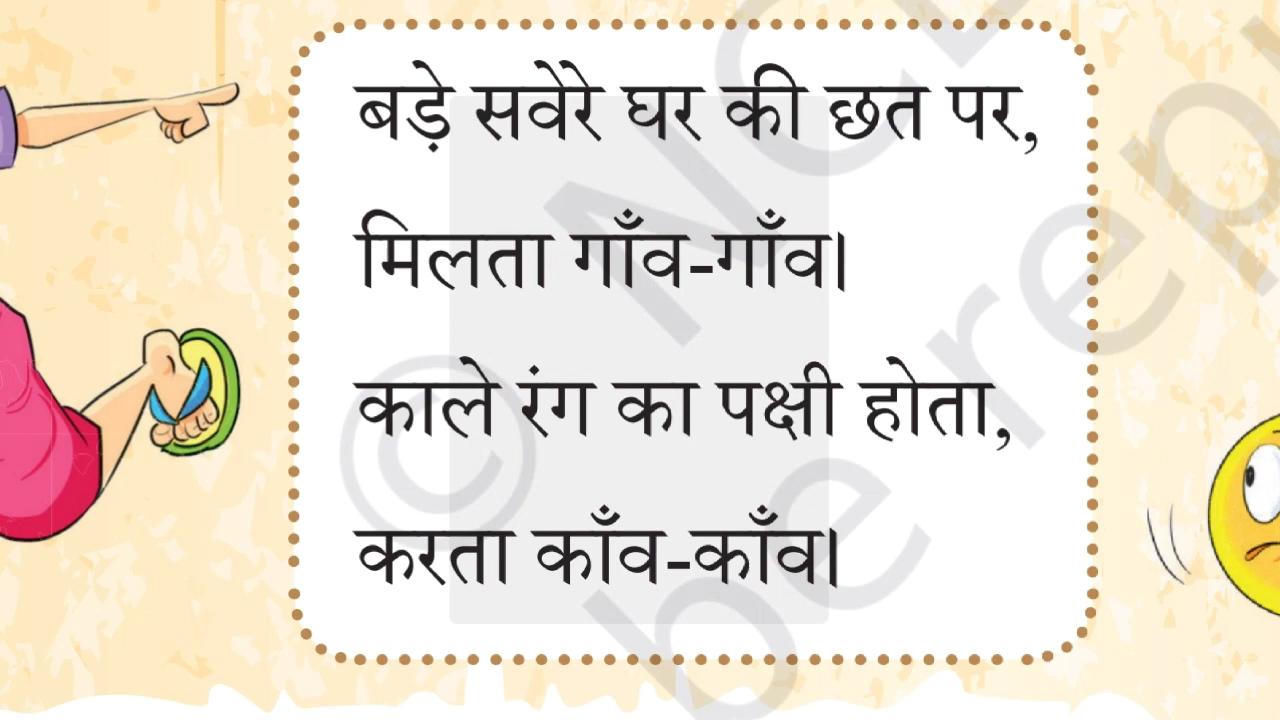 बड़े सवेरे घर की छत पर,
मिलता गाँव-गाँव।
काले रंग का पक्षी होता,
करता काँव-काँव।